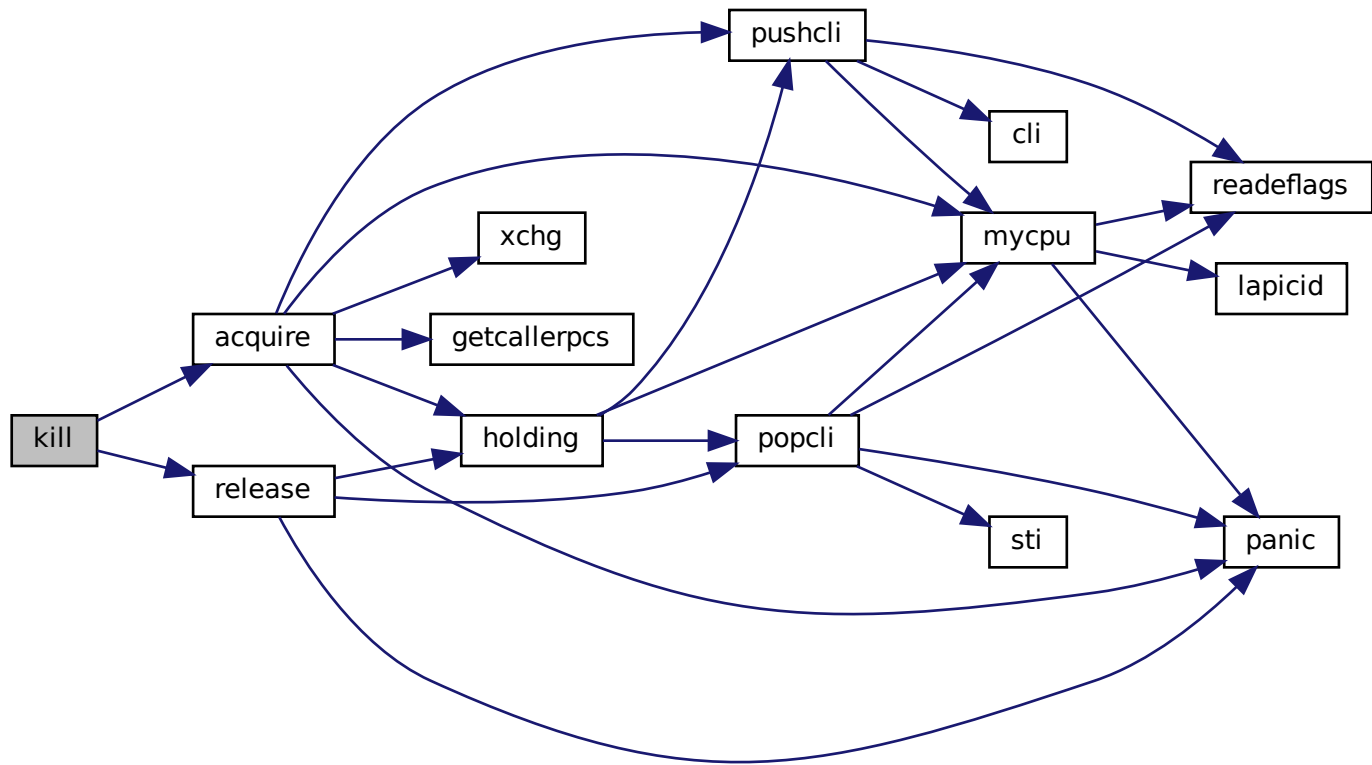 pushcli
cli
readeflags
xchg
mycpu
lapicid
acquire
getcallerpcs
kill
holding
popcli
release
sti
panic